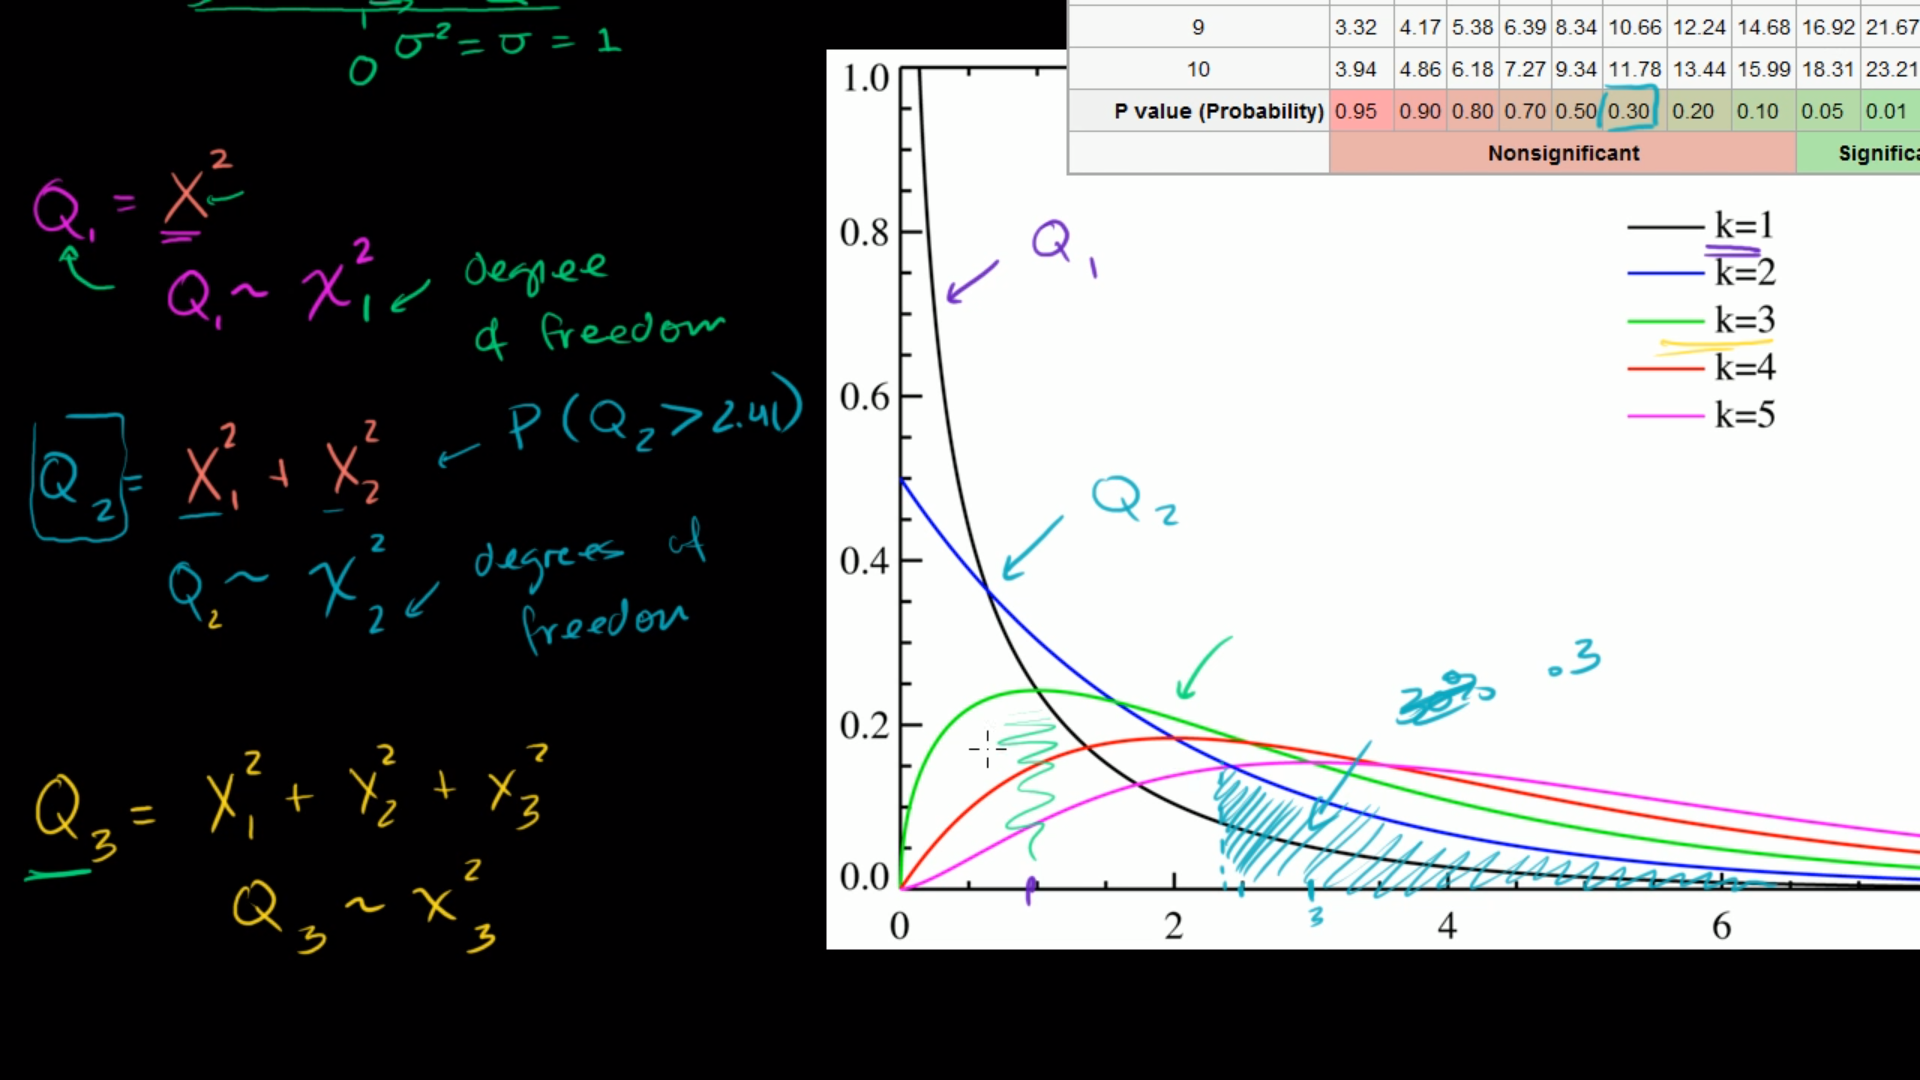 σ² = σ = 1
0
Q₁ = X²
Q₁ ~ χ₁² degree
of freedom
P(Q₂ > 2.41)
Q₂ = X₁² + X₂²
Q₂ ~ χ₂² degrees of
freedom
Q₃ = X₁² + X₂² + X₃²
Q₃ ~ χ₃²
9 3.32 4.17 5.38 6.39 8.34 10.66 12.24 14.68 16.92 21.67
10 3.94 4.86 6.18 7.27 9.34 11.78 13.44 15.99 18.31 23.21
P value (Probability) 0.95 0.90 0.80 0.70 0.50 0.30 0.20 0.10 0.05 0.01
Nonsignificant Significa
1.0
0.8
0.6
0.4
0.2
0.0
0 2 4 6
k=1
k=2
k=3
k=4
k=5
Q₁
Q₂
.3
3